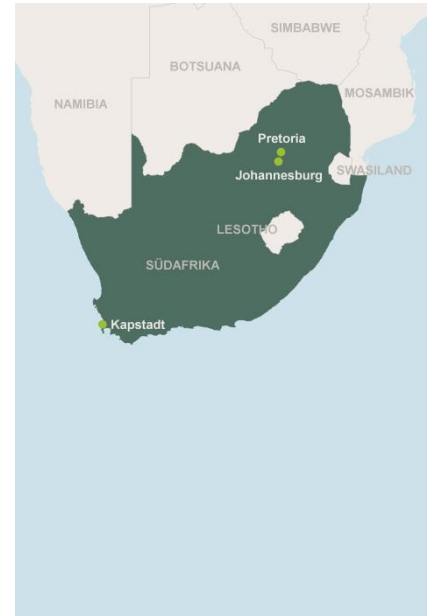 SIMBABWE
BOTSUANA
MOSAMBIK
NAMIBIA
Pretoria
Johannesburg
SWASILAND
LESOTHO
SÜDAFRIKA
Kapstadt